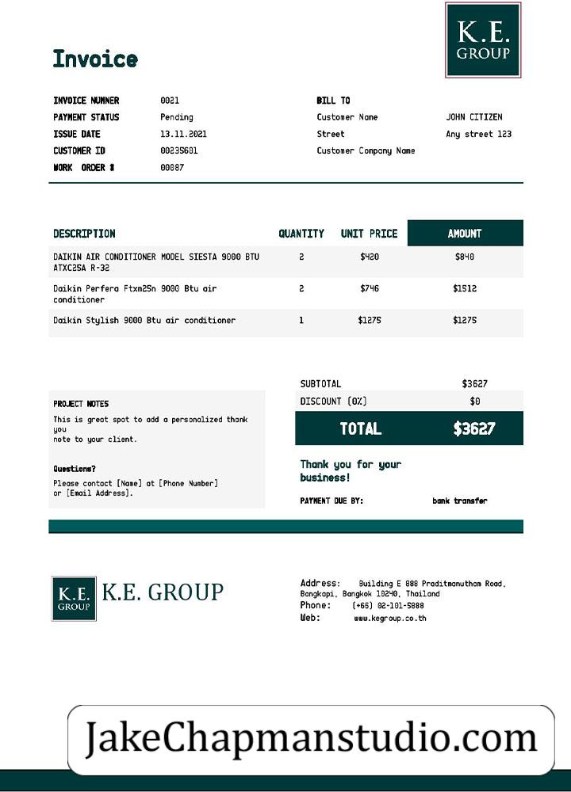 K.E.
GROUP
Invoice
INVOICE NUMNER 0021
PAYMENT STATUS Pending
ISSUE DATE 13.11.2021
CUSTOMER ID 00235601
WORK ORDER # 00087
BILL TO
Customer Name JOHN CITIZEN
Street Any street 123
Customer Company Name
DESCRIPTION QUANTITY UNIT PRICE AMOUNT
DAIKIN AIR CONDITIONER MODEL SIESTA 9000 BTU 2 $420 $840
ATXC25A R-32
Daikin Perfera Ftxm25n 9000 Btu air 2 $746 $1512
conditioner
Daikin Stylish 9000 Btu air conditioner 1 $1275 $1275
SUBTOTAL $3627
DISCOUNT (0%) $0
TOTAL $3627
PROJECT NOTES
This is great spot to add a personalized thank
you
note to your client.
Questions?
Please contact [Name] at [Phone Number]
or [Email Address].
Thank you for your
business!
PAYMENT DUE BY: bank transfer
K.E.
GROUP
K.E. GROUP
Address: Building E 888 Praditmanutham Road,
Bangkapi, Bangkok 10240, Thailand
Phone: (+66) 02-101-5888
Web: www.kegroup.co.th
JakeChapmanstudio.com